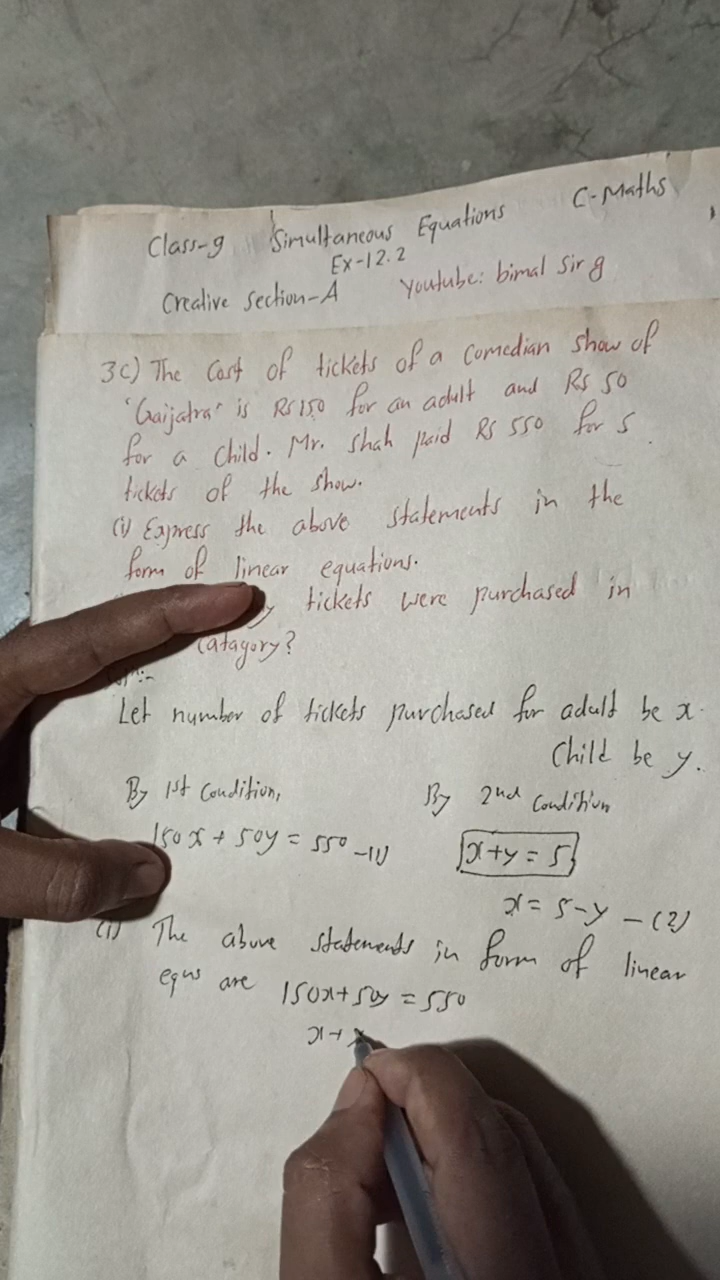 Class-9 Simultaneous Equations C-Maths
Ex-12.2
Creative Section-A Youtube: bimal Sir g
3c) The Cost of tickets of a Comedian show of
'Gaijatra' is Rs 150 for an adult and Rs 50
for a Child. Mr. Shah paid Rs 550 for 5
tickets of the show.
(i) Express the above statements in the
form of linear equations.
tickets were purchased in
Catagory?
Let number of tickets purchased for adult be x.
Child be y.
By 1st Condition, By 2nd Condition
150x + 50y = 550 -(1) x+y = 5
x = 5-y -(2)
(i) The above statements in form of linear
equs are 150x+50y = 550
x+